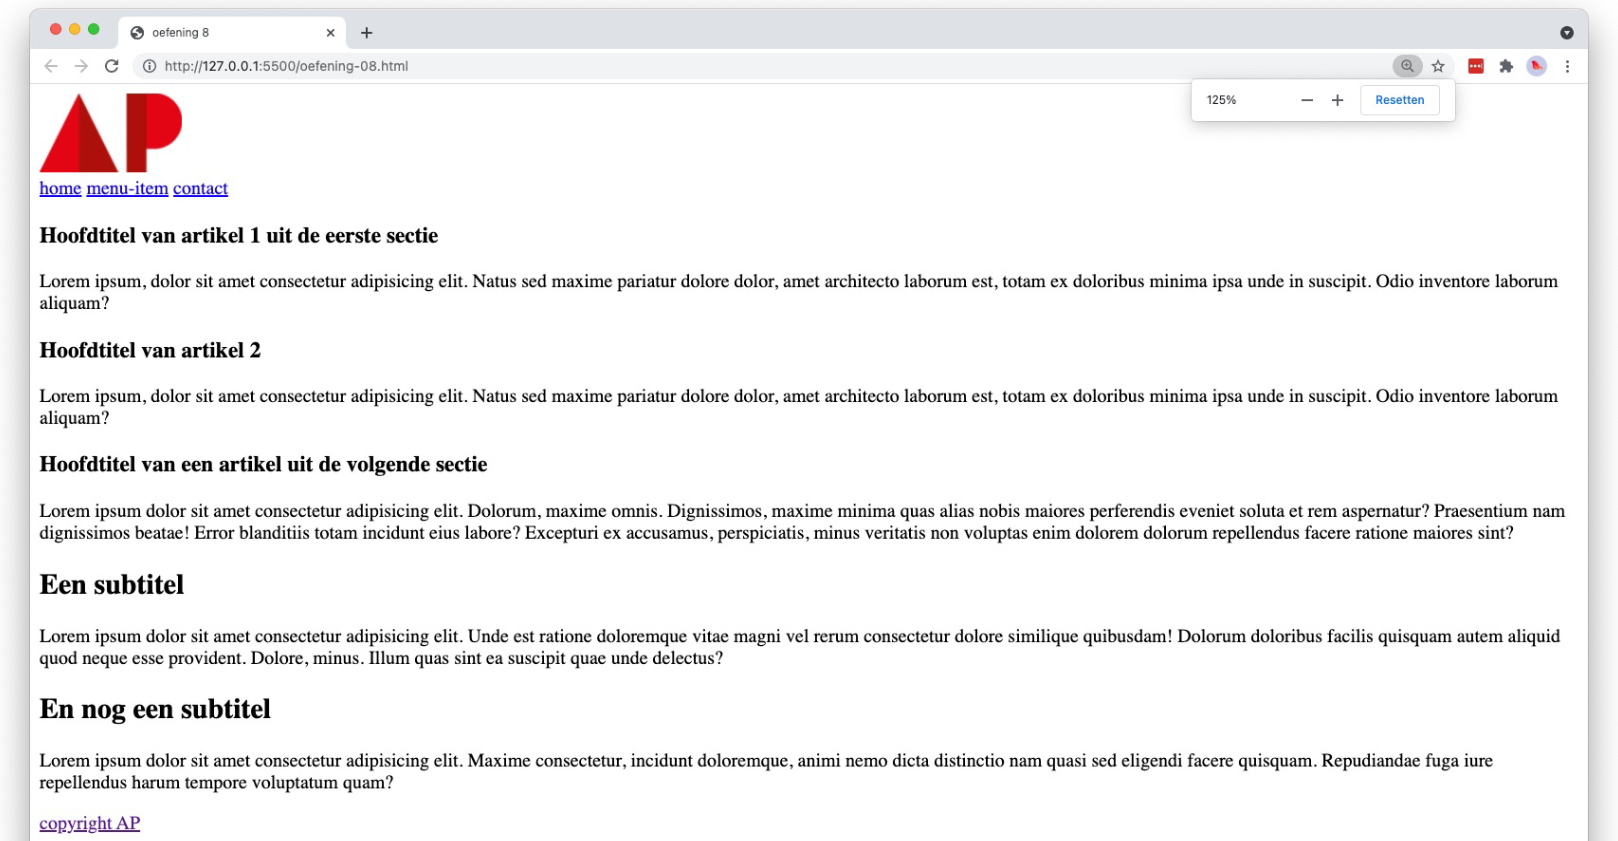 oefening 8
http://127.0.0.1:5500/oefening-08.html
125%
Resetten
AP
home menu-item contact
Hoofdtitel van artikel 1 uit de eerste sectie
Lorem ipsum, dolor sit amet consectetur adipisicing elit. Natus sed maxime pariatur dolore dolor, amet architecto laborum est, totam ex doloribus minima ipsa unde in suscipit. Odio inventore laborum
aliquam?
Hoofdtitel van artikel 2
Lorem ipsum, dolor sit amet consectetur adipisicing elit. Natus sed maxime pariatur dolore dolor, amet architecto laborum est, totam ex doloribus minima ipsa unde in suscipit. Odio inventore laborum
aliquam?
Hoofdtitel van een artikel uit de volgende sectie
Lorem ipsum dolor sit amet consectetur adipisicing elit. Dolorum, maxime omnis. Dignissimos, maxime minima quas alias nobis maiores perferendis eveniet soluta et rem aspernatur? Praesentium nam
dignissimos beatae! Error blanditiis totam incidunt eius labore? Excepturi ex accusamus, perspiciatis, minus veritatis non voluptas enim dolorem dolorum repellendus facere ratione maiores sint?
Een subtitel
Lorem ipsum dolor sit amet consectetur adipisicing elit. Unde est ratione doloremque vitae magni vel rerum consectetur dolore similique quibusdam! Dolorum doloribus facilis quisquam autem aliquid
quod neque esse provident. Dolore, minus. Illum quas sint ea suscipit quae unde delectus?
En nog een subtitel
Lorem ipsum dolor sit amet consectetur adipisicing elit. Maxime consectetur, incidunt doloremque, animi nemo dicta distinctio nam quasi sed eligendi facere quisquam. Repudiandae fuga iure
repellendus harum tempore voluptatum quam?
copyright AP